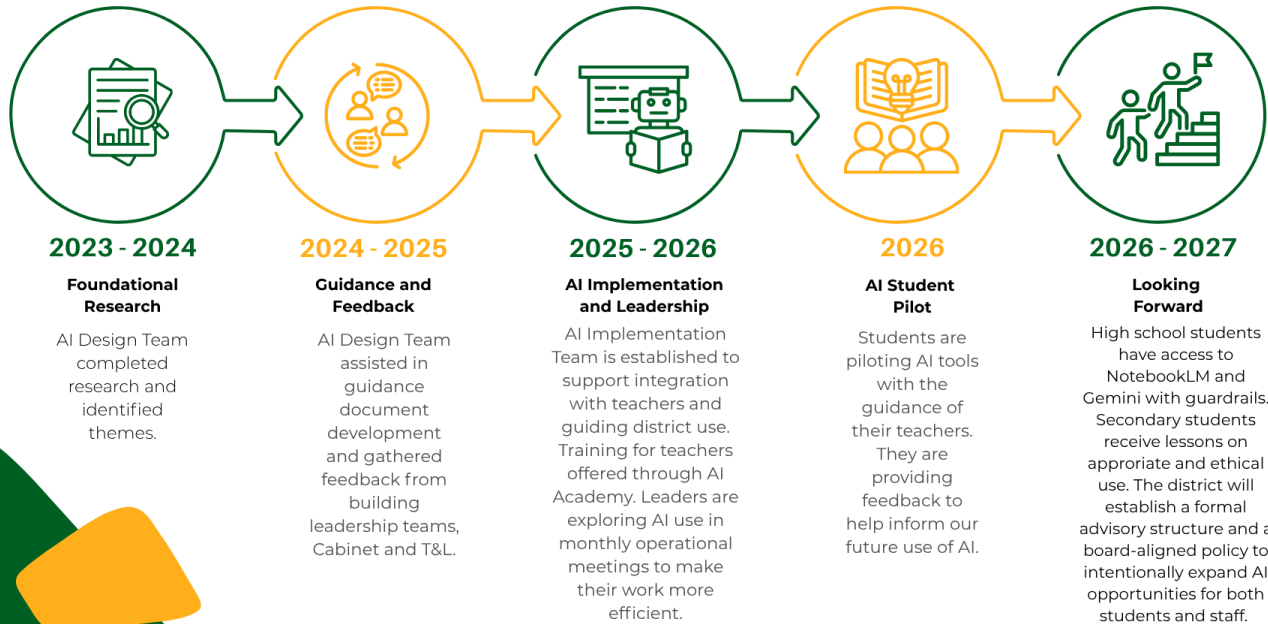 2023 - 2024
Foundational
Research
AI Design Team
completed
research and
identified
themes.
2024 - 2025
Guidance and
Feedback
AI Design Team
assisted in
guidance
document
development
and gathered
feedback from
building
leadership teams,
Cabinet and T&L.
2025 - 2026
AI Implementation
and Leadership
AI Implementation
Team is established to
support integration
with teachers and
guiding district use.
Training for teachers
offered through AI
Academy. Leaders are
exploring AI use in
monthly operational
meetings to make
their work more
efficient.
2026
AI Student
Pilot
Students are
piloting AI tools
with the
guidance of
their teachers.
They are
providing
feedback to
help inform our
future use of AI.
2026 - 2027
Looking
Forward
High school students
have access to
NotebookLM and
Gemini with guardrails.
Secondary students
receive lessons on
approriate and ethical
use. The district will
establish a formal
advisory structure and a
board-aligned policy to
intentionally expand AI
opportunities for both
students and staff.